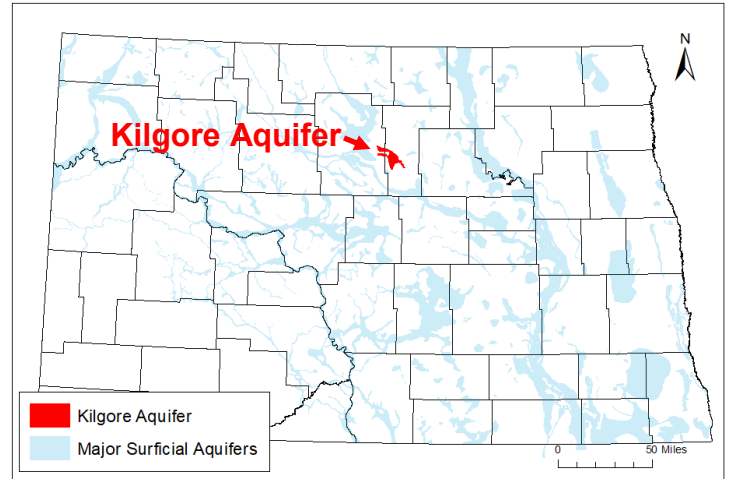 N
Kilgore Aquifer
Kilgore Aquifer
Major Surficial Aquifers
0 50 Miles